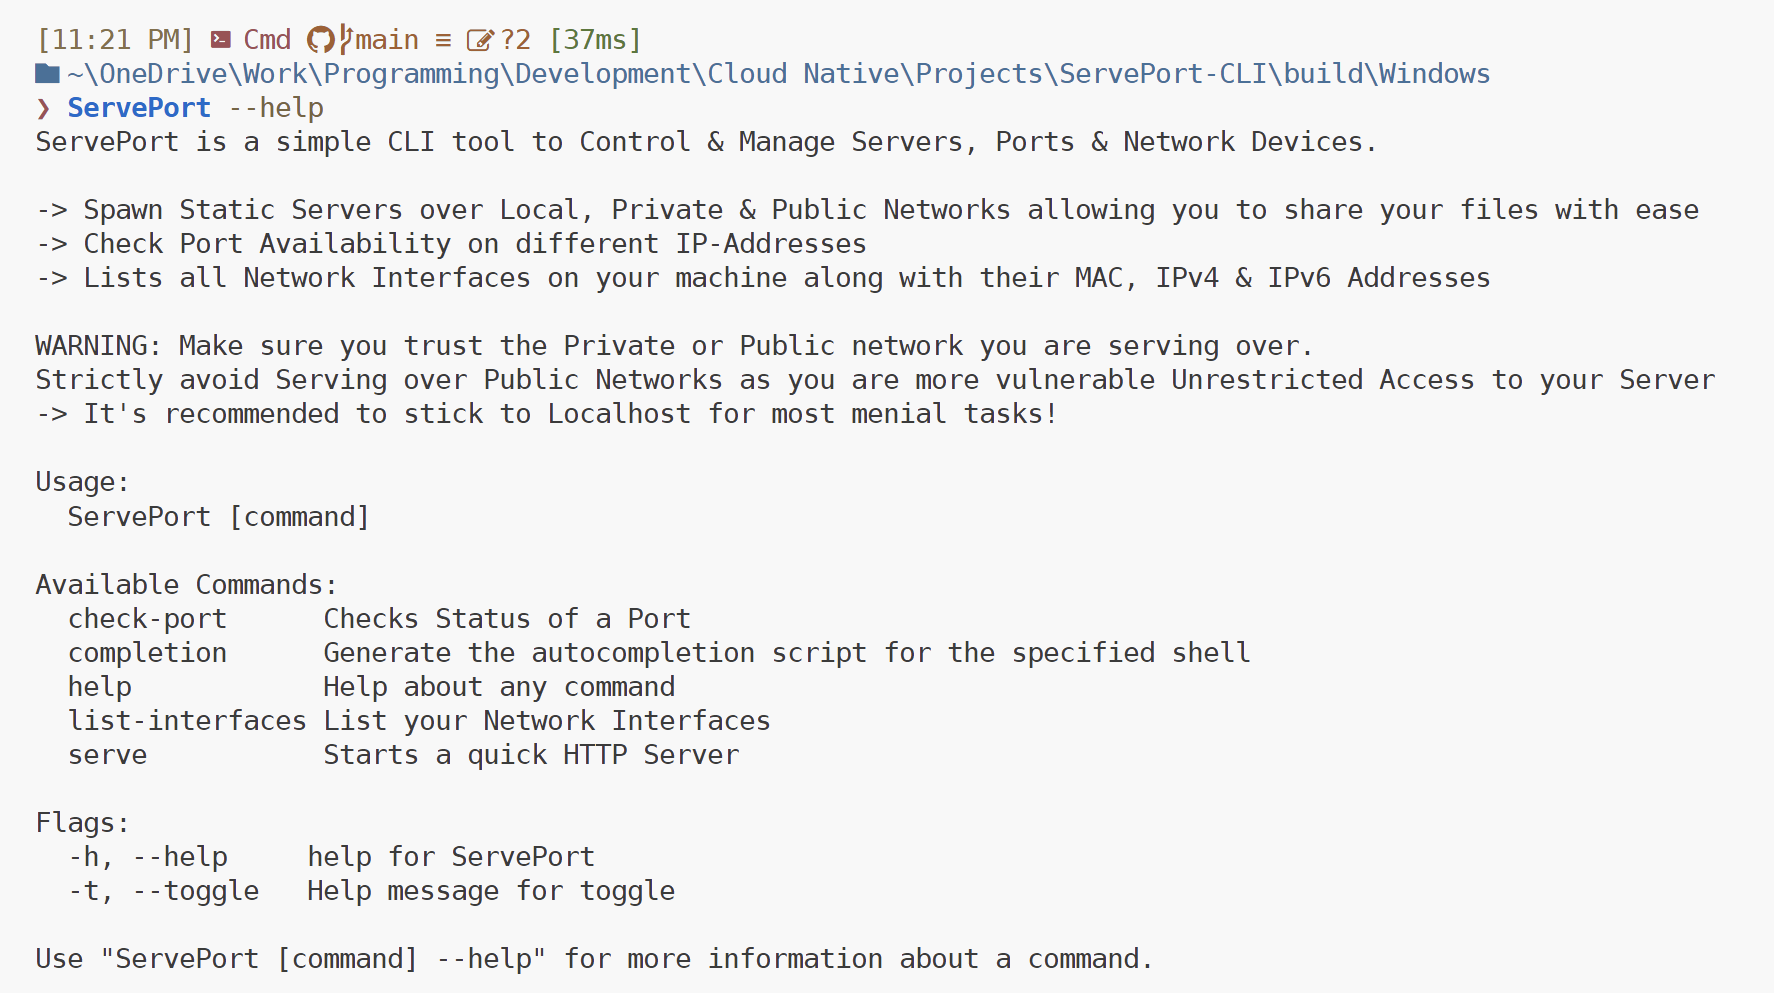 [11:21 PM] Cmd main ≡ ?2 [37ms]
~\OneDrive\Work\Programming\Development\Cloud Native\Projects\ServePort-CLI\build\Windows
❯ ServePort --help
ServePort is a simple CLI tool to Control & Manage Servers, Ports & Network Devices.

-> Spawn Static Servers over Local, Private & Public Networks allowing you to share your files with ease
-> Check Port Availability on different IP-Addresses
-> Lists all Network Interfaces on your machine along with their MAC, IPv4 & IPv6 Addresses

WARNING: Make sure you trust the Private or Public network you are serving over.
Strictly avoid Serving over Public Networks as you are more vulnerable Unrestricted Access to your Server
-> It's recommended to stick to Localhost for most menial tasks!

Usage:
  ServePort [command]

Available Commands:
  check-port      Checks Status of a Port
  completion      Generate the autocompletion script for the specified shell
  help            Help about any command
  list-interfaces List your Network Interfaces
  serve           Starts a quick HTTP Server

Flags:
  -h, --help     help for ServePort
  -t, --toggle   Help message for toggle

Use "ServePort [command] --help" for more information about a command.